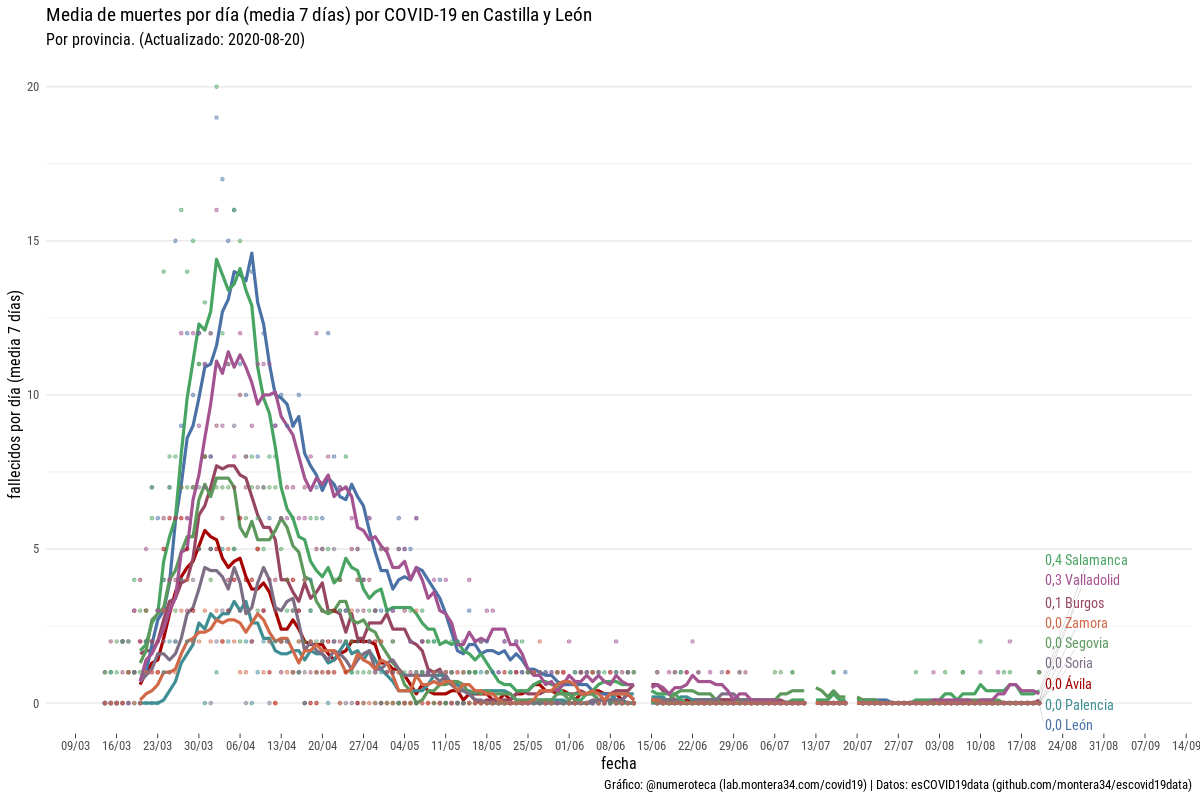 Media de muertes por día (media 7 días) por COVID-19 en Castilla y León
Por provincia. (Actualizado: 2020-08-20)
fallecidos por día (media 7 días)
20
15
10
5
0
0,4 Salamanca
0,3 Valladolid
0,1 Burgos
0,0 Zamora
0,0 Segovia
0,0 Soria
0,0 Ávila
0,0 Palencia
0,0 León
09/03 16/03 23/03 30/03 06/04 13/04 20/04 27/04 04/05 11/05 18/05 25/05 01/06 08/06 15/06 22/06 29/06 06/07 13/07 20/07 27/07 03/08 10/08 17/08 24/08 31/08 07/09 14/09
fecha
Gráfico: @numeroteca (lab.montera34.com/covid19) | Datos: esCOVID19data (github.com/montera34/escovid19data)